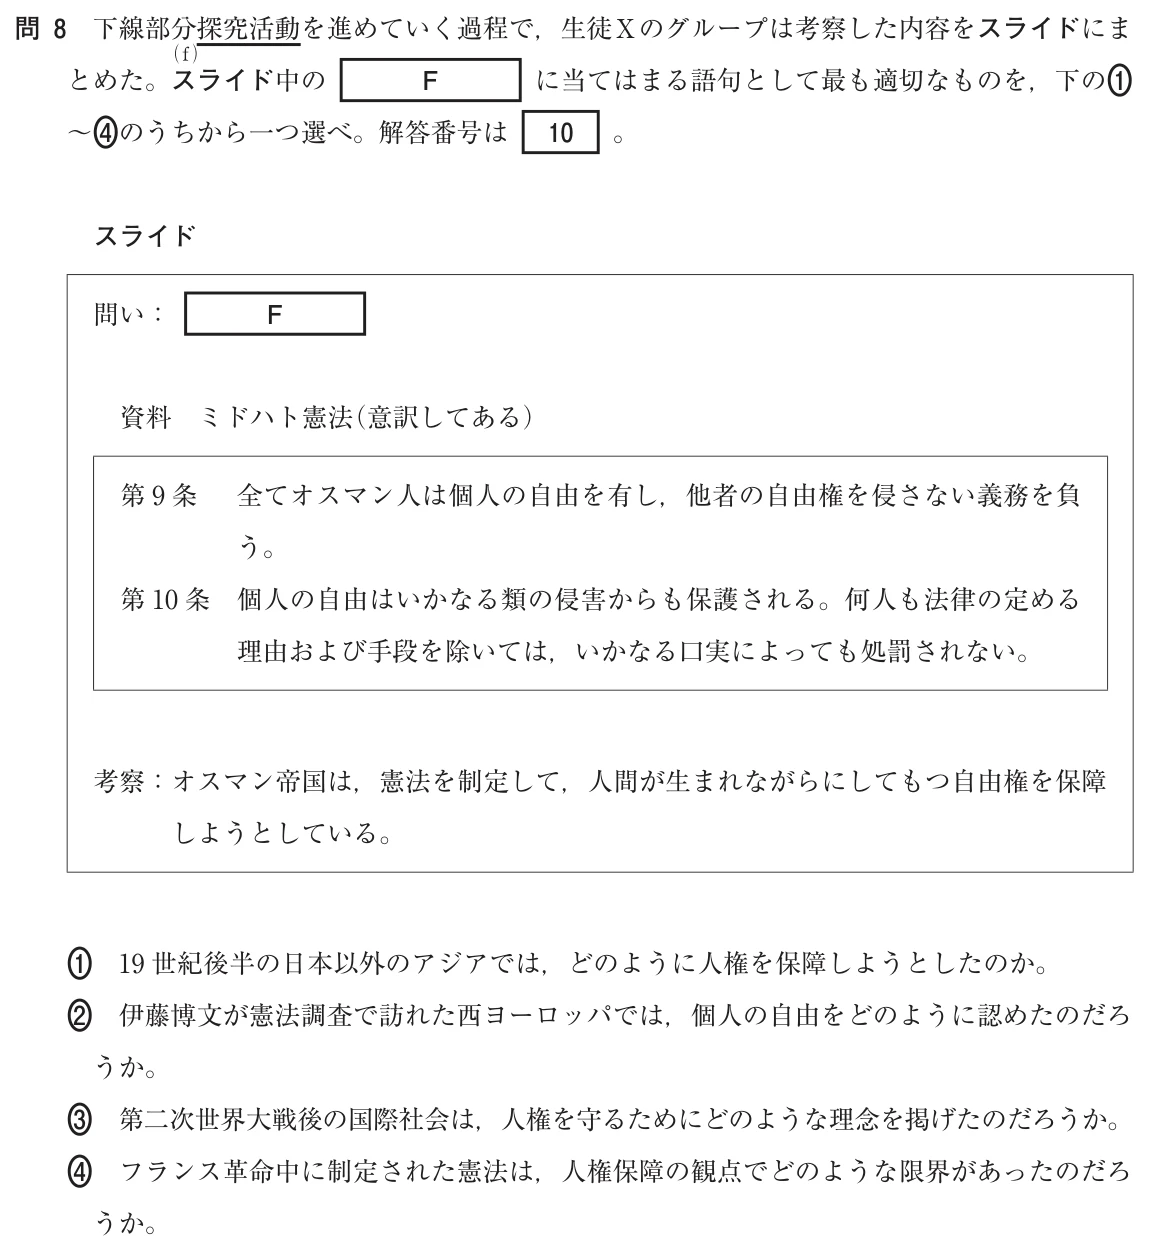 問 8 下線部分探究活動を進めていく過程で，生徒Xのグループは考察した内容をスライドにま
(f)
とめた。スライド中の F に当てはまる語句として最も適切なものを，下の①
～④のうちから一つ選べ。解答番号は 10 。
スライド
問い： F
資料 ミドハト憲法(意訳してある)
第 9 条 全てオスマン人は個人の自由を有し，他者の自由権を侵さない義務を負
う。
第 10 条 個人の自由はいかなる類の侵害からも保護される。何人も法律の定める
理由および手段を除いては，いかなる口実によっても処罰されない。
考察：オスマン帝国は，憲法を制定して，人間が生まれながらにしてもつ自由権を保障
しようとしている。
① 19 世紀後半の日本以外のアジアでは，どのように人権を保障しようとしたのか。
② 伊藤博文が憲法調査で訪れた西ヨーロッパでは，個人の自由をどのように認めたのだろ
うか。
③ 第二次世界大戦後の国際社会は，人権を守るためにどのような理念を掲げたのだろうか。
④ フランス革命中に制定された憲法は，人権保障の観点でどのような限界があったのだろ
うか。